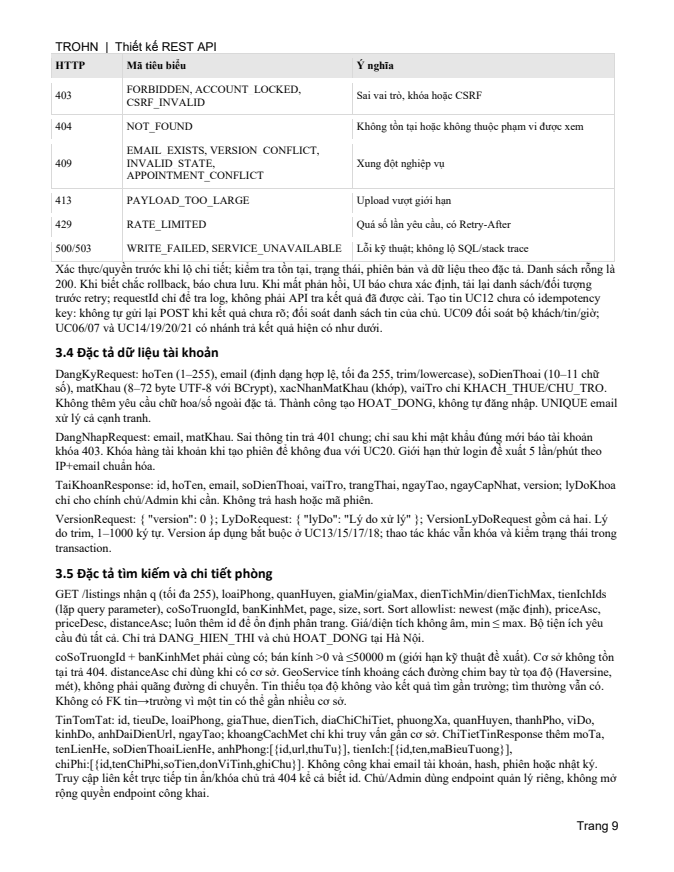 TROHN | Thiết kế REST API
HTTP Mã tiêu biểu Ý nghĩa
403 FORBIDDEN, ACCOUNT_LOCKED, CSRF_INVALID Sai vai trò, khóa hoặc CSRF
404 NOT_FOUND Không tồn tại hoặc không thuộc phạm vi được xem
409 EMAIL_EXISTS, VERSION_CONFLICT, INVALID_STATE, APPOINTMENT_CONFLICT Xung đột nghiệp vụ
413 PAYLOAD_TOO_LARGE Upload vượt giới hạn
429 RATE_LIMITED Quá số lần yêu cầu, có Retry-After
500/503 WRITE_FAILED, SERVICE_UNAVAILABLE Lỗi kỹ thuật; không lộ SQL/stack trace
Xác thực/quyền trước khi lộ chi tiết; kiểm tra tồn tại, trạng thái, phiên bản và dữ liệu theo đặc tả. Danh sách rỗng là
200. Khi biết chắc rollback, báo chưa lưu. Khi mất phản hồi, UI báo chưa xác định, tải lại danh sách/đối tượng
trước retry; requestId chỉ để tra log, không phải API tra kết quả đã được cài. Tạo tin UC12 chưa có idempotency
key: không tự gửi lại POST khi kết quả chưa rõ; đối soát danh sách tin của chủ. UC09 đối soát bộ khách/tin/giờ;
UC06/07 và UC14/19/20/21 có nhánh trả kết quả hiện có như dưới.
3.4 Đặc tả dữ liệu tài khoản
DangKyRequest: hoTen (1–255), email (định dạng hợp lệ, tối đa 255, trim/lowercase), soDienThoai (10–11 chữ
số), matKhau (8–72 byte UTF-8 với BCrypt), xacNhanMatKhau (khớp), vaiTro chỉ KHACH_THUE/CHU_TRO.
Không thêm yêu cầu chữ hoa/số ngoài đặc tả. Thành công tạo HOAT_DONG, không tự đăng nhập. UNIQUE email
xử lý cả cạnh tranh.
DangNhapRequest: email, matKhau. Sai thông tin trả 401 chung; chỉ sau khi mật khẩu đúng mới báo tài khoản
khóa 403. Khóa hàng tài khoản khi tạo phiên để không đua với UC20. Giới hạn thử login đề xuất 5 lần/phút theo
IP+email chuẩn hóa.
TaiKhoanResponse: id, hoTen, email, soDienThoai, vaiTro, trangThai, ngayTao, ngayCapNhat, version; lyDoKhoa
chỉ cho chính chủ/Admin khi cần. Không trả hash hoặc mã phiên.
VersionRequest: { "version": 0 }; LyDoRequest: { "lyDo": "Lý do xử lý" }; VersionLyDoRequest gồm cả hai. Lý
do trim, 1–1000 ký tự. Version áp dụng bắt buộc ở UC13/15/17/18; thao tác khác vẫn khóa và kiểm trạng thái trong
transaction.
3.5 Đặc tả tìm kiếm và chi tiết phòng
GET /listings nhận q (tối đa 255), loaiPhong, quanHuyen, giaMin/giaMax, dienTichMin/dienTichMax, tienIchIds
(lặp query parameter), coSoTruongId, banKinhMet, page, size, sort. Sort allowlist: newest (mặc định), priceAsc,
priceDesc, distanceAsc; luôn thêm id để ổn định phân trang. Giá/diện tích không âm, min ≤ max. Bộ tiện ích yêu
cầu đủ tất cả. Chỉ trả DANG_HIEN_THI và chủ HOAT_DONG tại Hà Nội.
coSoTruongId + banKinhMet phải cùng có; bán kính >0 và ≤50000 m (giới hạn kỹ thuật đề xuất). Cơ sở không tồn
tại trả 404. distanceAsc chỉ dùng khi có cơ sở. GeoService tính khoảng cách đường chim bay từ tọa độ (Haversine,
mét), không phải quãng đường di chuyển. Tin thiếu tọa độ không vào kết quả tìm gần trường; tìm thường vẫn có.
Không có FK tin→trường vì một tin có thể gần nhiều cơ sở.
TinTomTat: id, tieuDe, loaiPhong, giaThue, dienTich, diaChiChiTiet, phuongXa, quanHuyen, thanhPho, viDo,
kinhDo, anhDaiDienUrl, ngayTao; khoangCachMet chỉ khi truy vấn gần cơ sở. ChiTietTinResponse thêm moTa,
tenLienHe, soDienThoaiLienHe, anhPhong:[{id,url,thuTu}], tienIch:[{id,ten,maBieuTuong}],
chiPhi:[{id,tenChiPhi,soTien,donViTinh,ghiChu}]. Không công khai email tài khoản, hash, phiên hoặc nhật ký.
Truy cập liên kết trực tiếp tin ẩn/khóa chủ trả 404 kể cả biết id. Chủ/Admin dùng endpoint quản lý riêng, không mở
rộng quyền endpoint công khai.
Trang 9